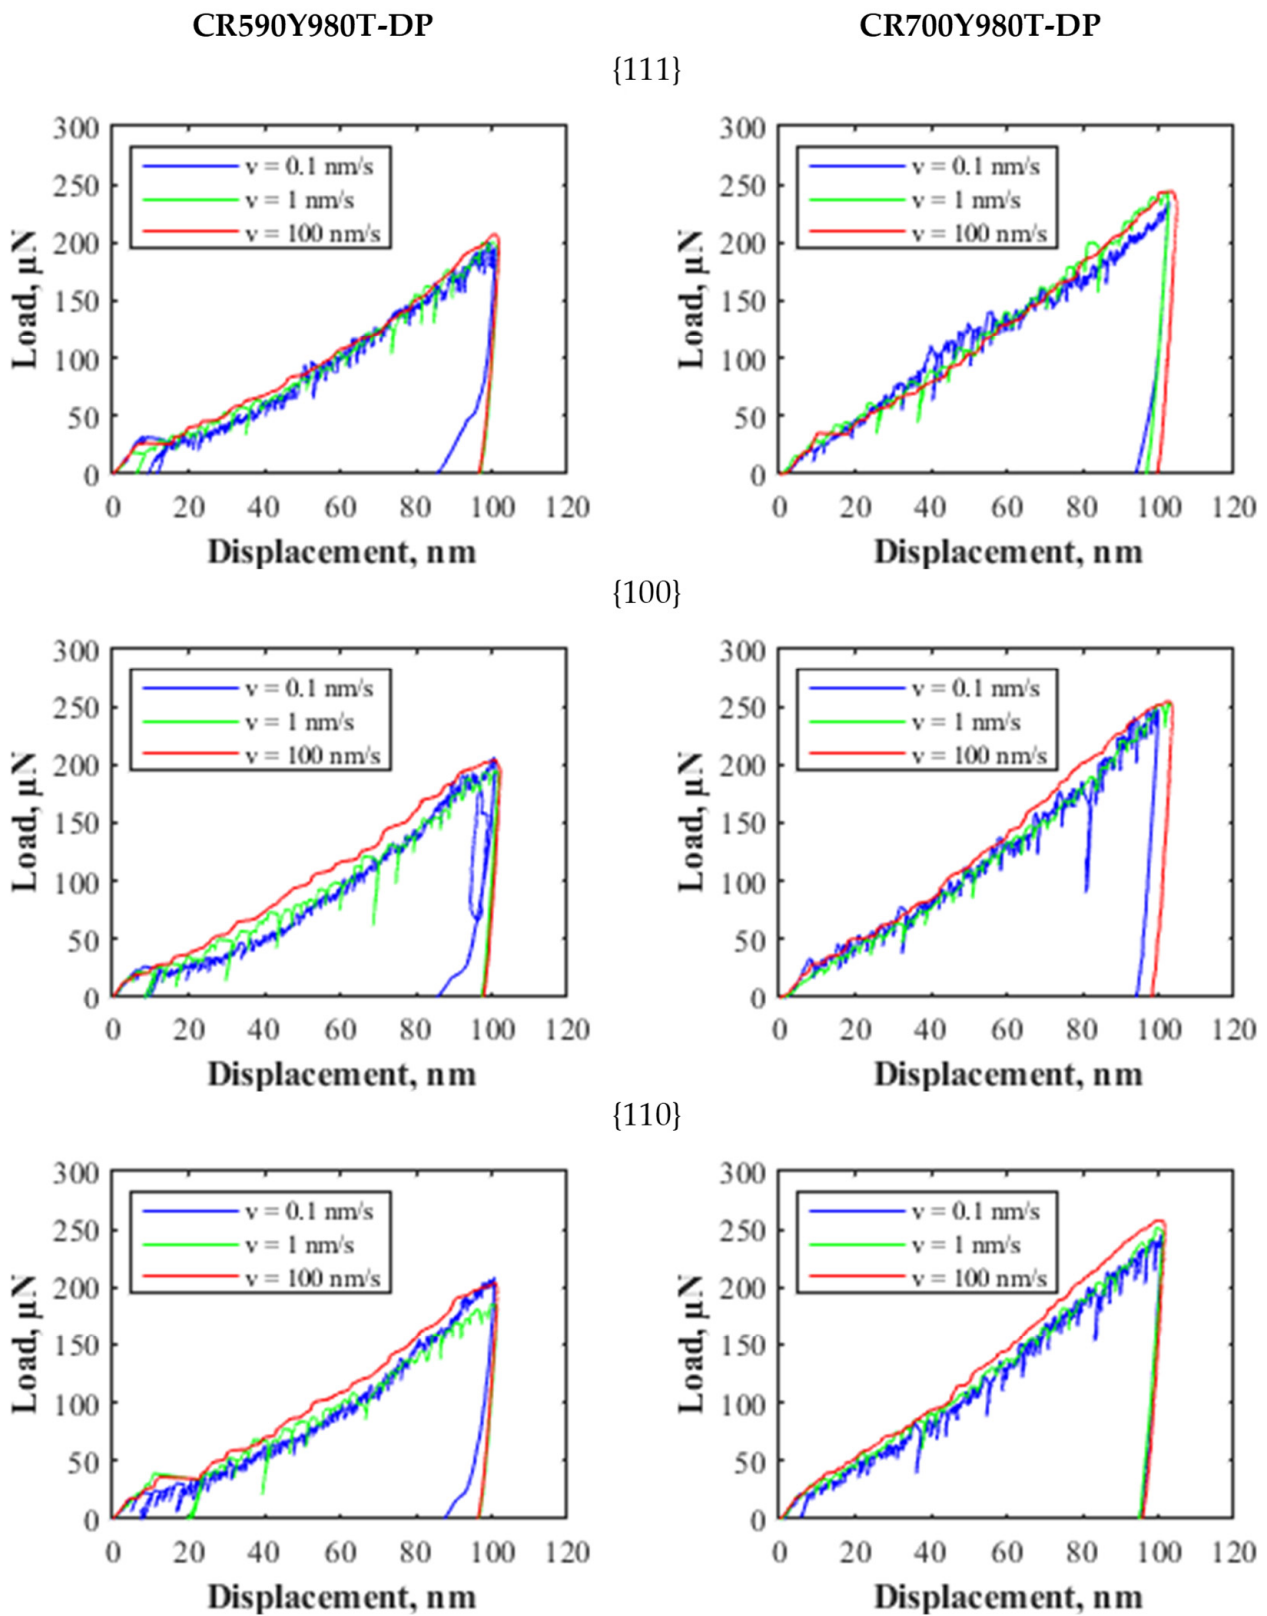 CR590Y980T-DP CR700Y980T-DP
{111}
300 250 200 150 100 50 0
Load, µN
v = 0.1 nm/s
v = 1 nm/s
v = 100 nm/s
0 20 40 60 80 100 120
Displacement, nm
300 250 200 150 100 50 0
Load, µN
v = 0.1 nm/s
v = 1 nm/s
v = 100 nm/s
0 20 40 60 80 100 120
Displacement, nm
{100}
300 250 200 150 100 50 0
Load, µN
v = 0.1 nm/s
v = 1 nm/s
v = 100 nm/s
0 20 40 60 80 100 120
Displacement, nm
300 250 200 150 100 50 0
Load, µN
v = 0.1 nm/s
v = 1 nm/s
v = 100 nm/s
0 20 40 60 80 100 120
Displacement, nm
{110}
300 250 200 150 100 50 0
Load, µN
v = 0.1 nm/s
v = 1 nm/s
v = 100 nm/s
0 20 40 60 80 100 120
Displacement, nm
300 250 200 150 100 50 0
Load, µN
v = 0.1 nm/s
v = 1 nm/s
v = 100 nm/s
0 20 40 60 80 100 120
Displacement, nm